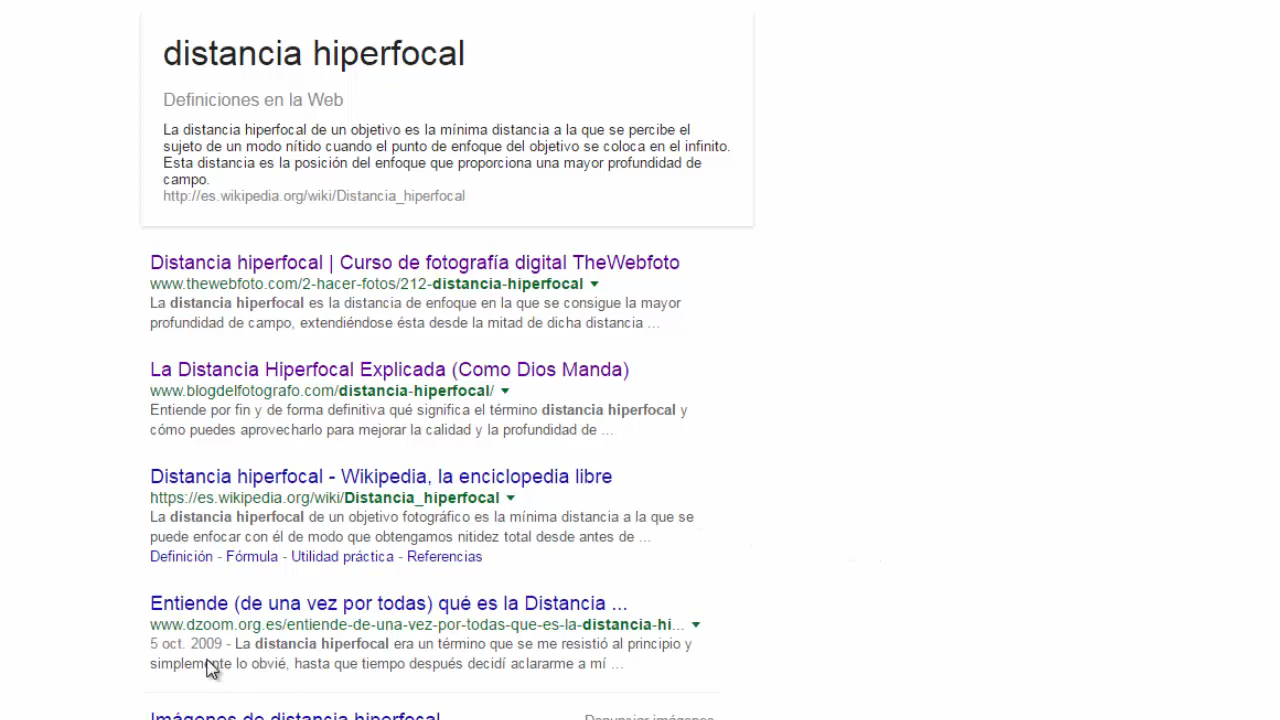 distancia hiperfocal
Definiciones en la Web
La distancia hiperfocal de un objetivo es la mínima distancia a la que se percibe el
sujeto de un modo nítido cuando el punto de enfoque del objetivo se coloca en el infinito.
Esta distancia es la posición del enfoque que proporciona una mayor profundidad de
campo.
http://es.wikipedia.org/wiki/Distancia_hiperfocal
Distancia hiperfocal | Curso de fotografía digital TheWebfoto
www.thewebfoto.com/2-hacer-fotos/212-distancia-hiperfocal
La distancia hiperfocal es la distancia de enfoque en la que se consigue la mayor
profundidad de campo, extendiéndose ésta desde la mitad de dicha distancia ...
La Distancia Hiperfocal Explicada (Como Dios Manda)
www.blogdelfotografo.com/distancia-hiperfocal/
Entiende por fin y de forma definitiva qué significa el término distancia hiperfocal y
cómo puedes aprovecharlo para mejorar la calidad y la profundidad de ...
Distancia hiperfocal - Wikipedia, la enciclopedia libre
https://es.wikipedia.org/wiki/Distancia_hiperfocal
La distancia hiperfocal de un objetivo fotográfico es la mínima distancia a la que se
puede enfocar con él de modo que obtengamos nitidez total desde antes de ...
Definición - Fórmula - Utilidad práctica - Referencias
Entiende (de una vez por todas) qué es la Distancia ...
www.dzoom.org.es/entiende-de-una-vez-por-todas-que-es-la-distancia-hi...
5 oct. 2009 - La distancia hiperfocal era un término que se me resistió al principio y
simplemente lo obvié, hasta que tiempo después decidí aclararme a mí ...
Imágenes de distancia hiperfocal Denunciar imágenes